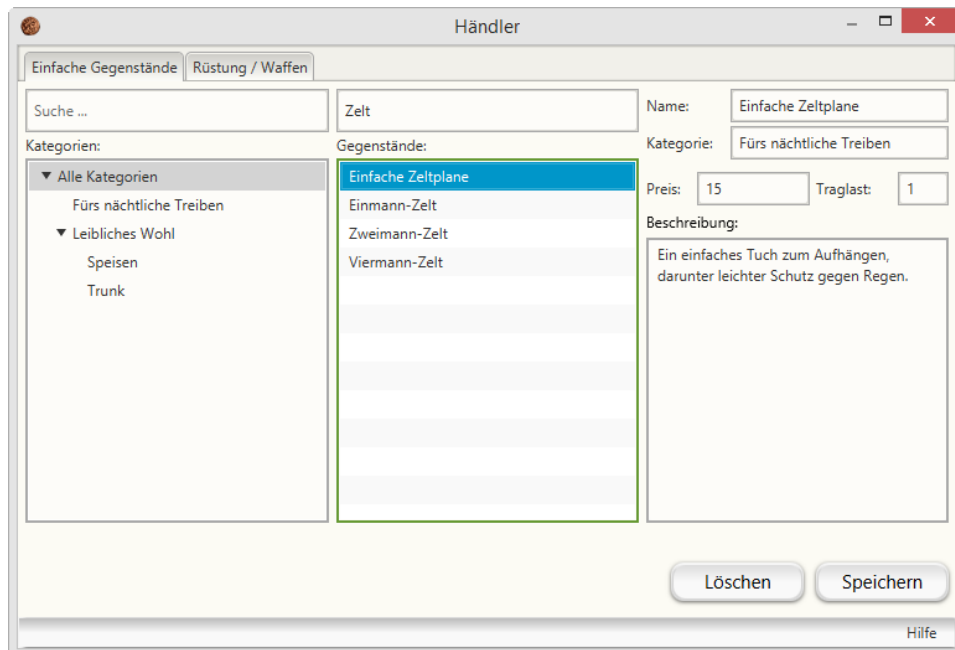 Händler
Einfache Gegenstände
Rüstung / Waffen
Suche ...
Kategorien:
Alle Kategorien
Fürs nächtliche Treiben
Leibliches Wohl
Speisen
Trunk
Zelt
Gegenstände:
Einfache Zeltplane
Einmann-Zelt
Zweimann-Zelt
Viermann-Zelt
Name: Einfache Zeltplane
Kategorie: Fürs nächtliche Treiben
Preis: 15 Traglast: 1
Beschreibung:
Ein einfaches Tuch zum Aufhängen,
darunter leichter Schutz gegen Regen.
Löschen
Speichern
Hilfe